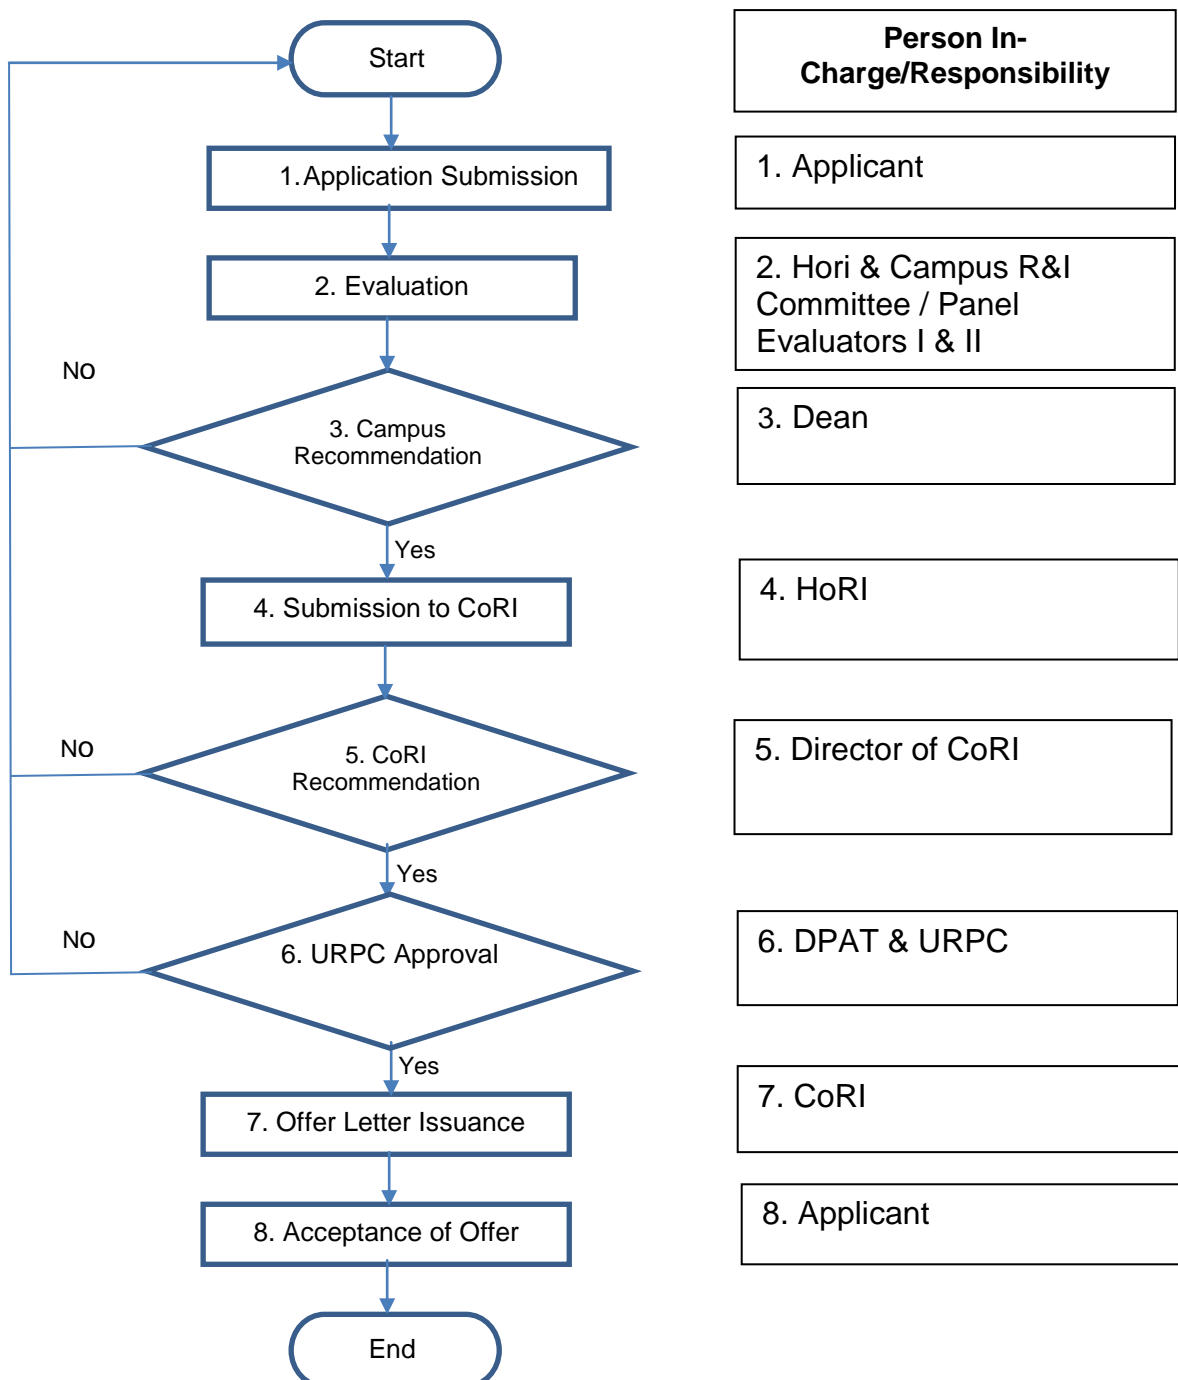 Start
Person In-
Charge/Responsibility
1. Application Submission
1. Applicant
2. Evaluation
2. Hori & Campus R&I
Committee / Panel
Evaluators I & II
No
3. Campus
Recommendation
3. Dean
Yes
4. Submission to CoRI
4. HoRI
No
5. CoRI
Recommendation
5. Director of CoRI
Yes
No
6. URPC Approval
6. DPAT & URPC
Yes
7. Offer Letter Issuance
7. CoRI
8. Acceptance of Offer
8. Applicant
End